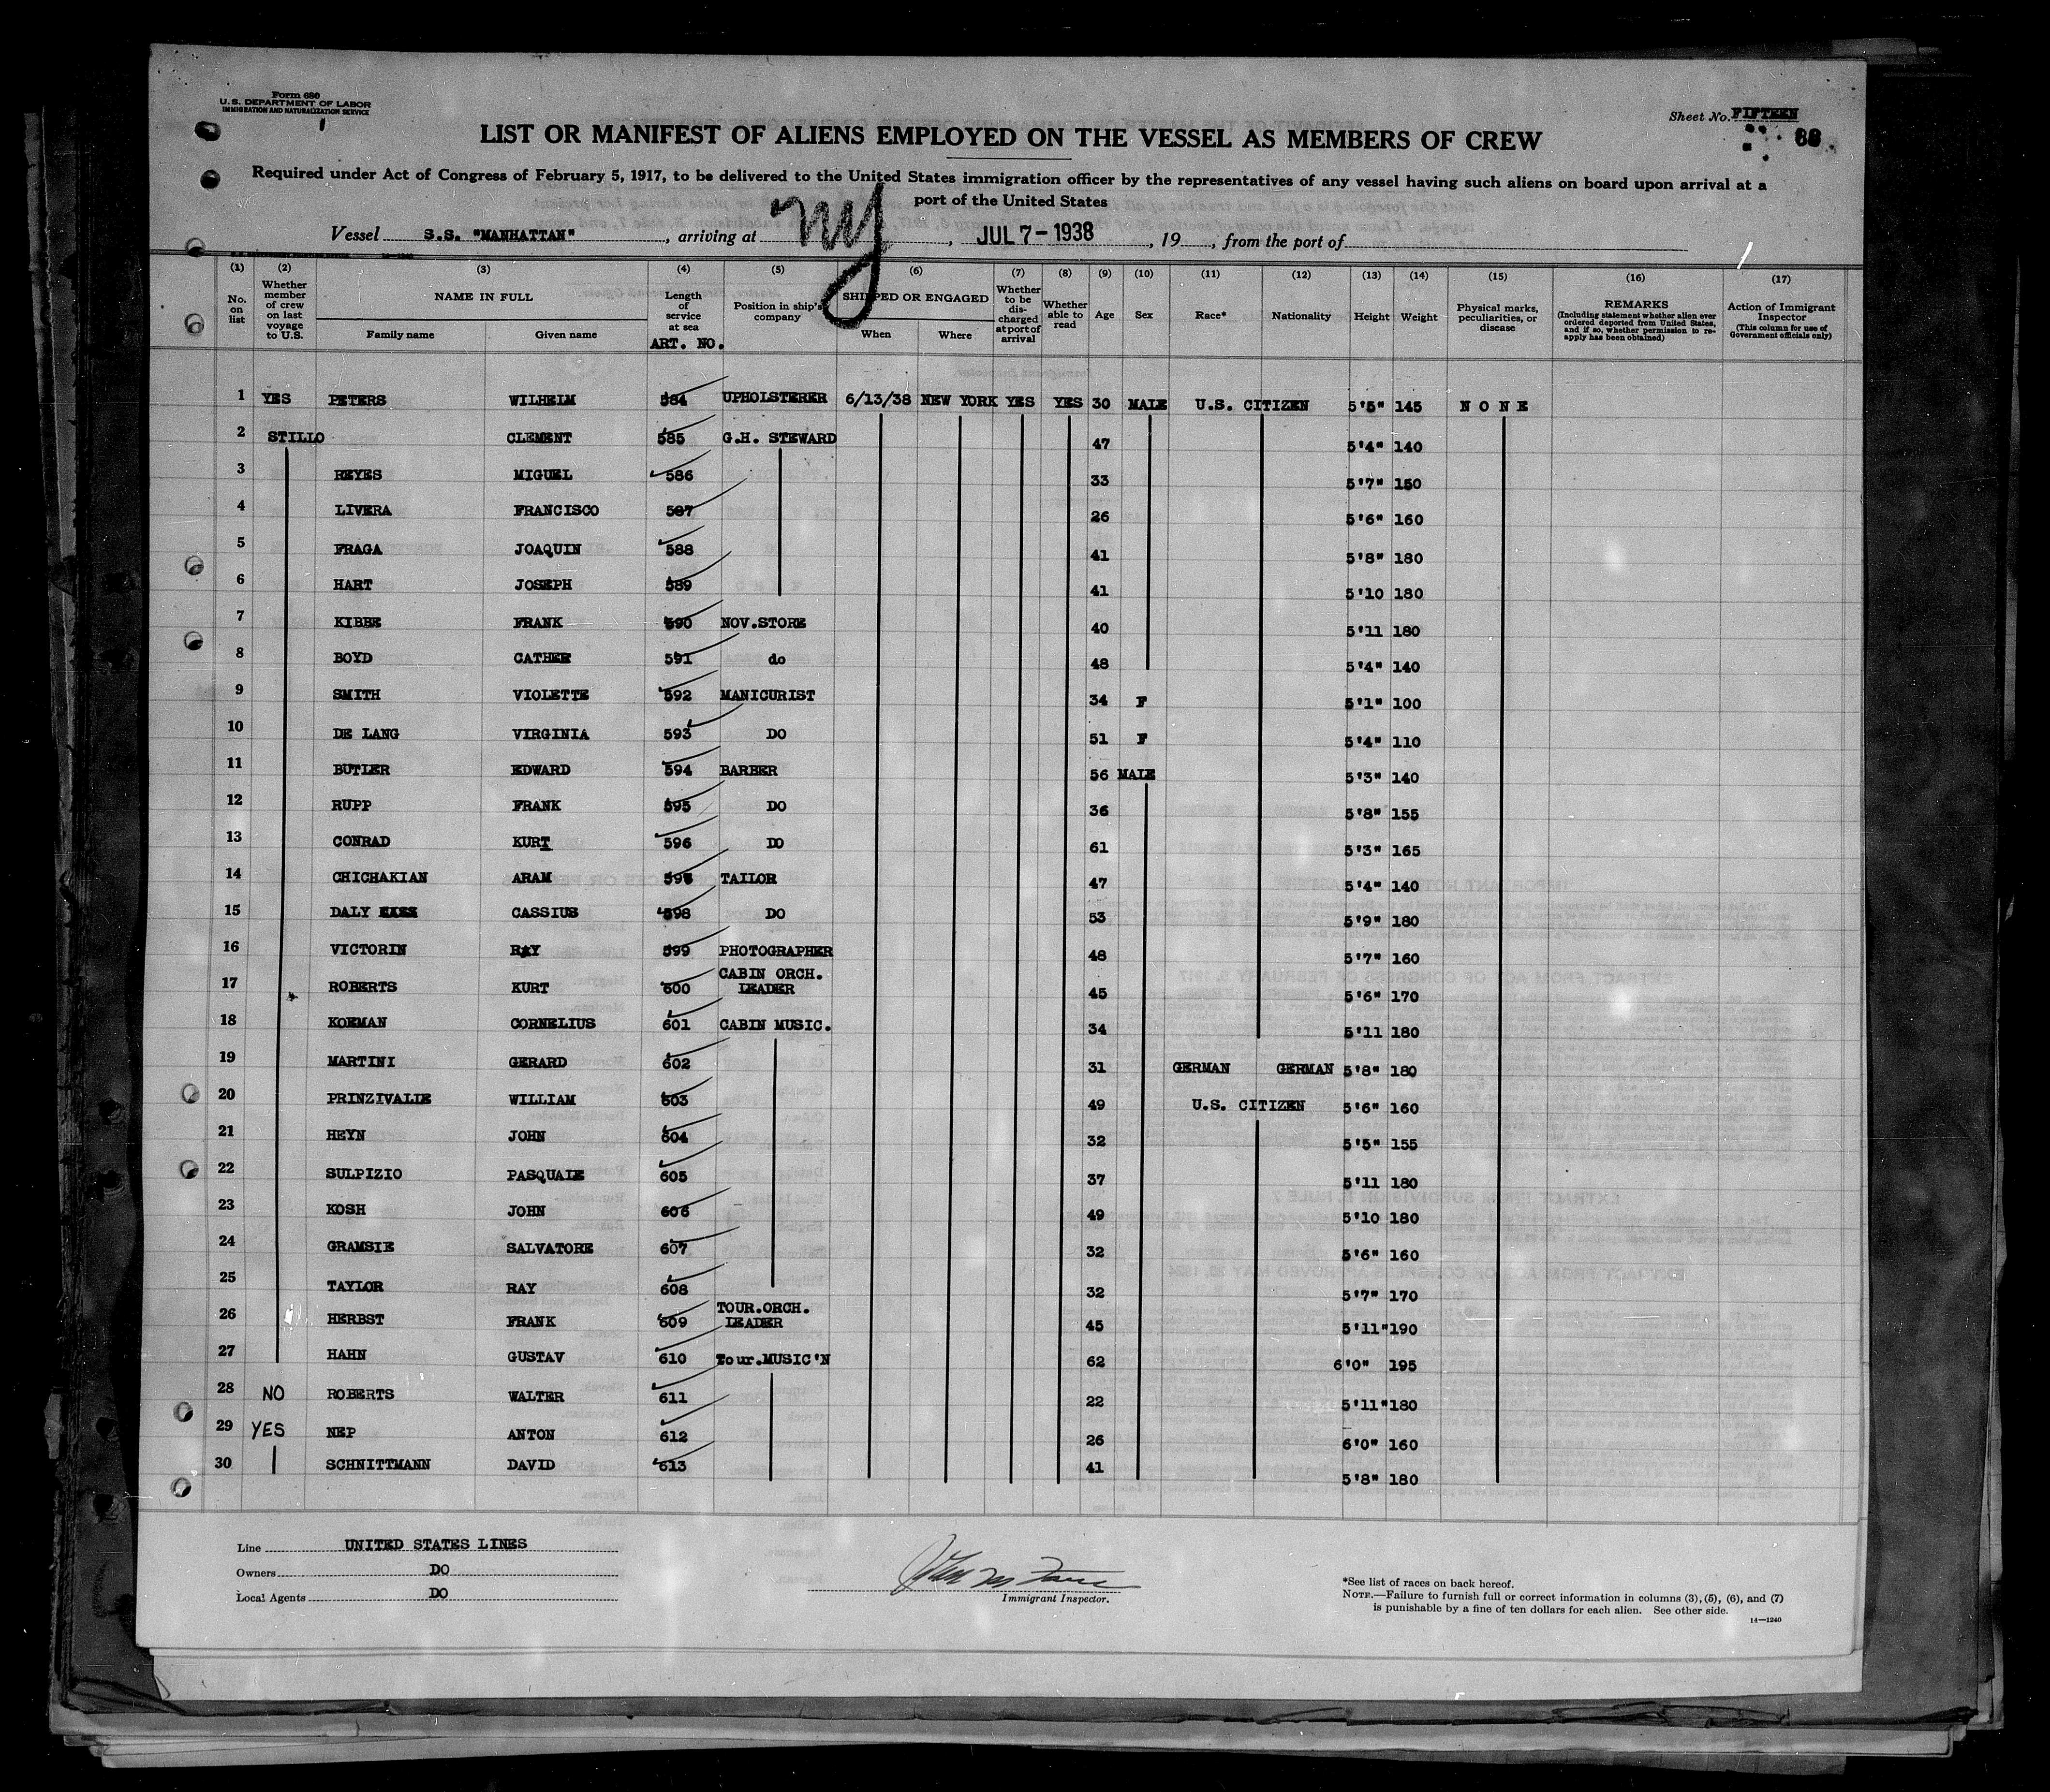 Form 680
U.S. DEPARTMENT OF LABOR
IMMIGRATION AND NATURALIZATION SERVICE
Sheet No. FIFTEEN
LIST OR MANIFEST OF ALIENS EMPLOYED ON THE VESSEL AS MEMBERS OF CREW
Required under Act of Congress of February 5, 1917, to be delivered to the United States immigration officer by the representatives of any vessel having such aliens on board upon arrival at a
port of the United States
Vessel S.S. "MANHATTAN", arriving at NY, JUL 7-1938, 19, from the port of
(1) (2) (3) (4) (5) (6) (7) (8) (9) (10) (11) (12) (13) (14) (15) (16) (17)
No. on list
Whether member of crew on last voyage to U.S.
NAME IN FULL
Family name
Given name
Length of service at sea
ART. NO.
Position in ship's company
SHIPPED OR ENGAGED
When
Where
Whether to be discharged at port of arrival
Whether able to read
Age
Sex
Race*
Nationality
Height
Weight
Physical marks, peculiarities, or disease
REMARKS
(Including statement whether alien ever ordered deported from United States, and if so, whether permission to re-apply has been obtained)
Action of Immigrant Inspector
(This column for use of Government officials only)
1 YES PETERS WILHELM 584 UPHOLSTERER 6/13/38 NEW YORK YES YES 30 MALE U.S. CITIZEN 5'5" 145 NONE
2 STILLO CLEMENT 585 G.H. STEWARD 47 5'4" 140
3 REYES MIGUEL 586 33 5'7" 150
4 LIVERA FRANCISCO 587 26 5'6" 160
5 FRAGA JOAQUIN 588 41 5'8" 180
6 HART JOSEPH 589 41 5'10 180
7 KIBBE FRANK 590 NOV.STORE 40 5'11 180
8 BOYD CATHER 591 do 48 5'4" 140
9 SMITH VIOLETTE 592 MANICURIST 34 F 5'1" 100
10 DE LANG VIRGINIA 593 DO 51 F 5'4" 110
11 BUTLER EDWARD 594 BARBER 56 MALE 5'3" 140
12 RUPP FRANK 595 DO 36 5'8" 155
13 CONRAD KURT 596 DO 61 5'3" 165
14 CHICHAKIAN ARAM 597 TAILOR 47 5'4" 140
15 DALY CASSIUS 598 DO 53 5'9" 180
16 VICTORIN RAY 599 PHOTOGRAPHER 48 5'7" 160
17 ROBERTS KURT 600 CABIN ORCH. LEADER 45 5'6" 170
18 KOEMAN CORNELIUS 601 CABIN MUSIC. 34 5'11 180
19 MARTINI GERARD 602 31 GERMAN GERMAN 5'8" 180
20 PRINZIVALLE WILLIAM 603 49 U.S. CITIZEN 5'6" 160
21 HEYN JOHN 604 32 5'5" 155
22 SULPIZIO PASQUALE 605 37 5'11 180
23 KOSH JOHN 606 49 5'10 180
24 GRAMSIE SALVATORE 607 32 5'6" 160
25 TAYLOR RAY 608 32 5'7" 170
26 HERBST FRANK 609 TOUR.ORCH. LEADER 45 5'11" 190
27 HAHN GUSTAV 610 Tour.MUSIC'N 62 6'0" 195
28 NO ROBERTS WALTER 611 22 5'11" 180
29 YES NEP ANTON 612 26 6'0" 160
30 SCHNITTMANN DAVID 613 41 5'8" 180
Line UNITED STATES LINES
Owners DO
Local Agents DO
Immigrant Inspector.
*See list of races on back hereof.
NOTE.—Failure to furnish full or correct information in columns (3), (5), (6), and (7)
is punishable by a fine of ten dollars for each alien. See other side.
14—1240